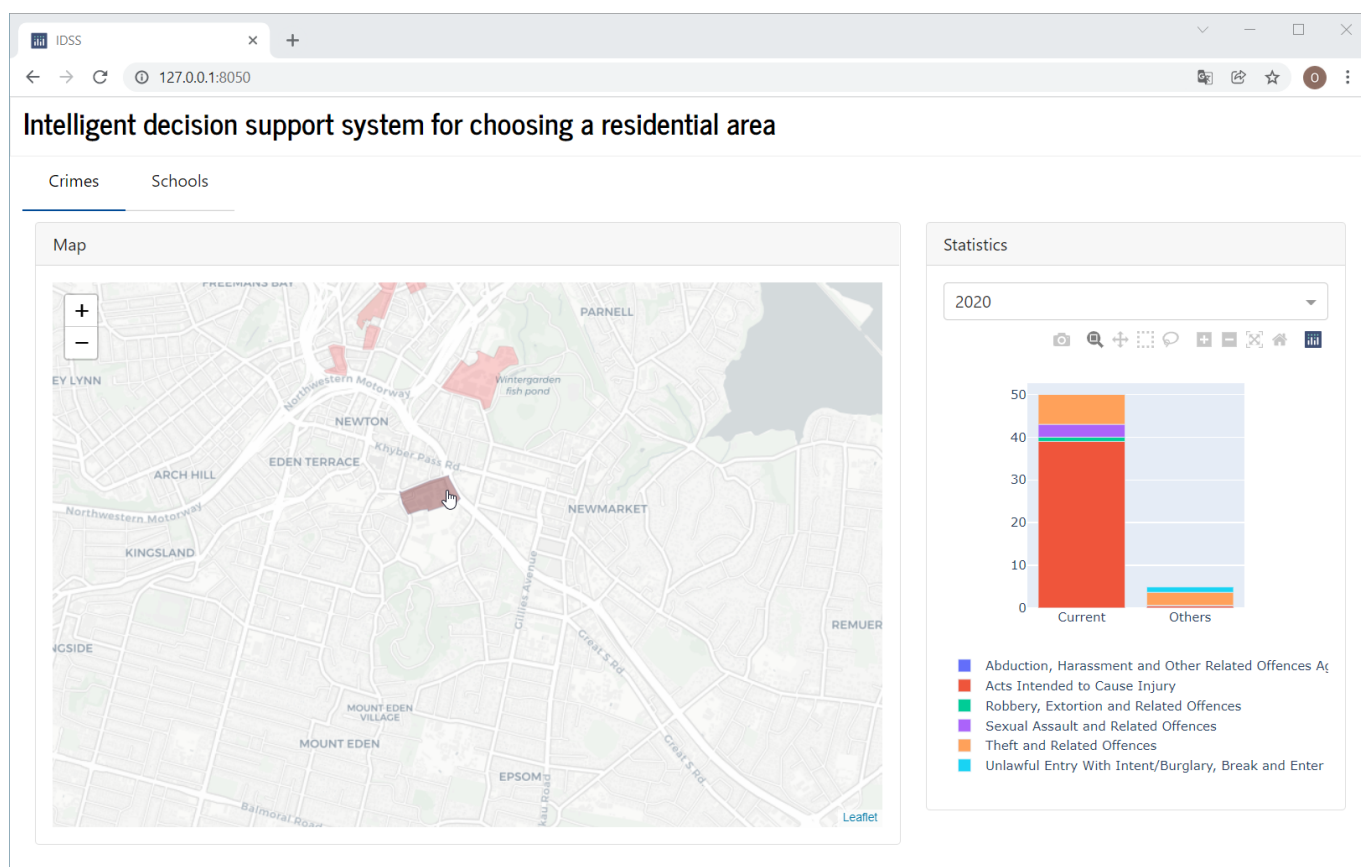 IDSS
127.0.0.1:8050
O
Intelligent decision support system for choosing a residential area
Crimes Schools
Map
+
−
FREEMANS BAY
PARNELL
EY LYNN
Northwestern Motorway
Wintergarden
fish pond
NEWTON
Khyber Pass Rd
EDEN TERRACE
ARCH HILL
Northwestern Motorway
NEWMARKET
KINGSLAND
Gillies Avenue
REMUER
NGSIDE
Great S Rd
MOUNT EDEN
VILLAGE
MOUNT EDEN
Great S Rd.
EPSOM
kau Road
Balmoral Road
Leaflet
Statistics
2020
50
40
30
20
10
0
Current Others
Abduction, Harassment and Other Related Offences Ag
Acts Intended to Cause Injury
Robbery, Extortion and Related Offences
Sexual Assault and Related Offences
Theft and Related Offences
Unlawful Entry With Intent/Burglary, Break and Enter